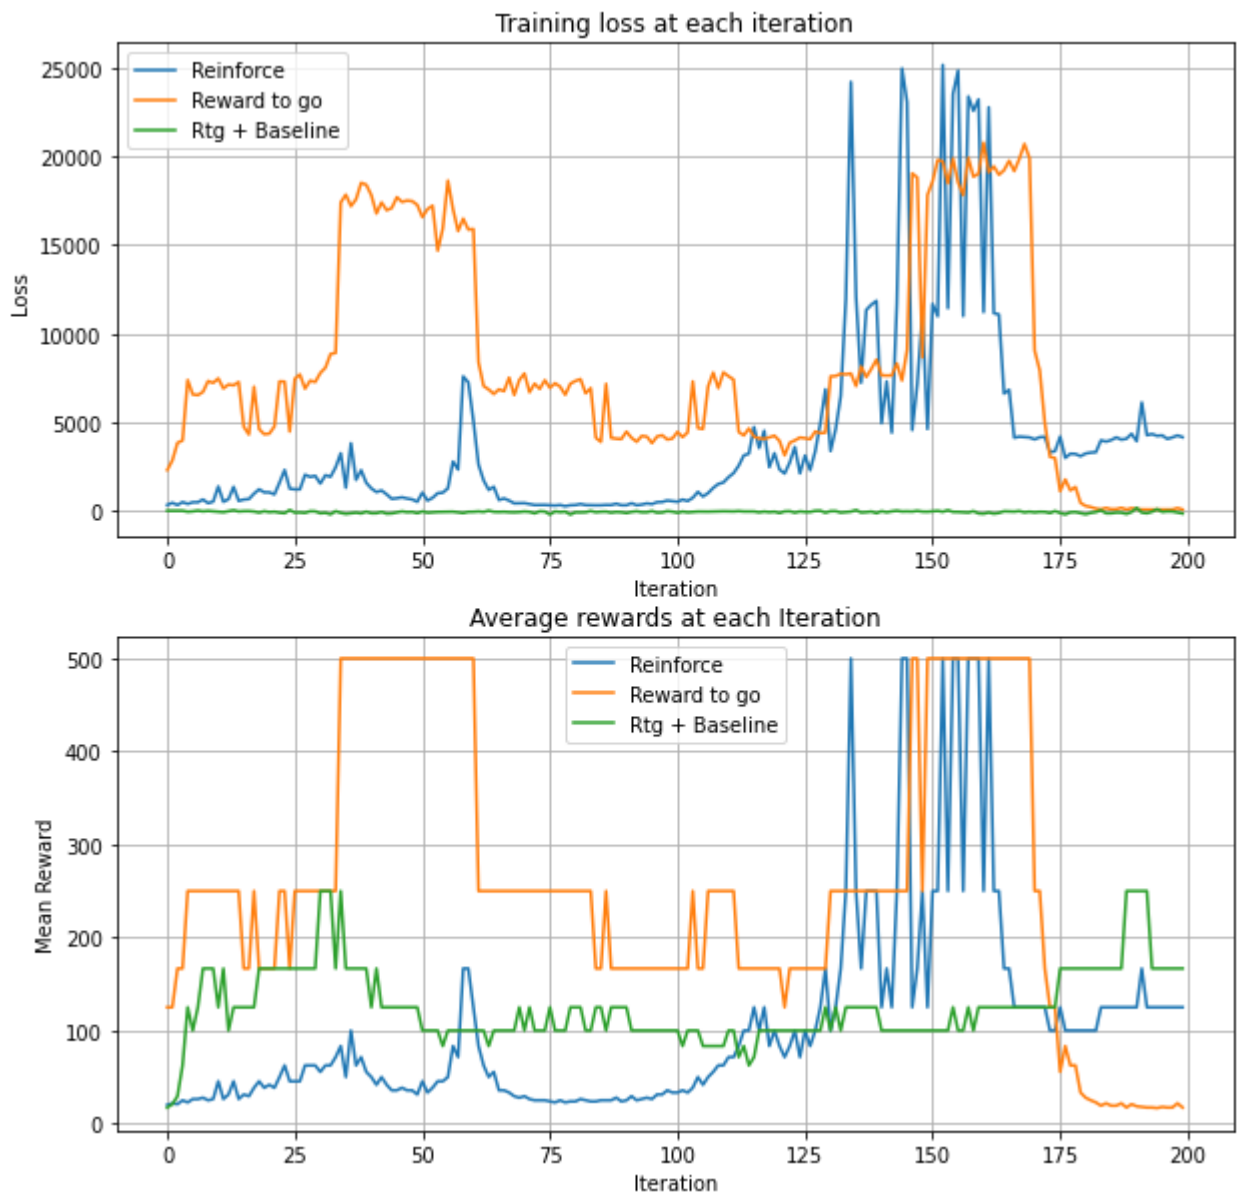 Training loss at each iteration
25000
20000
15000
10000
5000
0
Loss
Reinforce
Reward to go
Rtg + Baseline
0 25 50 75 100 125 150 175 200
Iteration
Average rewards at each Iteration
500
400
300
200
100
0
Mean Reward
Reinforce
Reward to go
Rtg + Baseline
0 25 50 75 100 125 150 175 200
Iteration